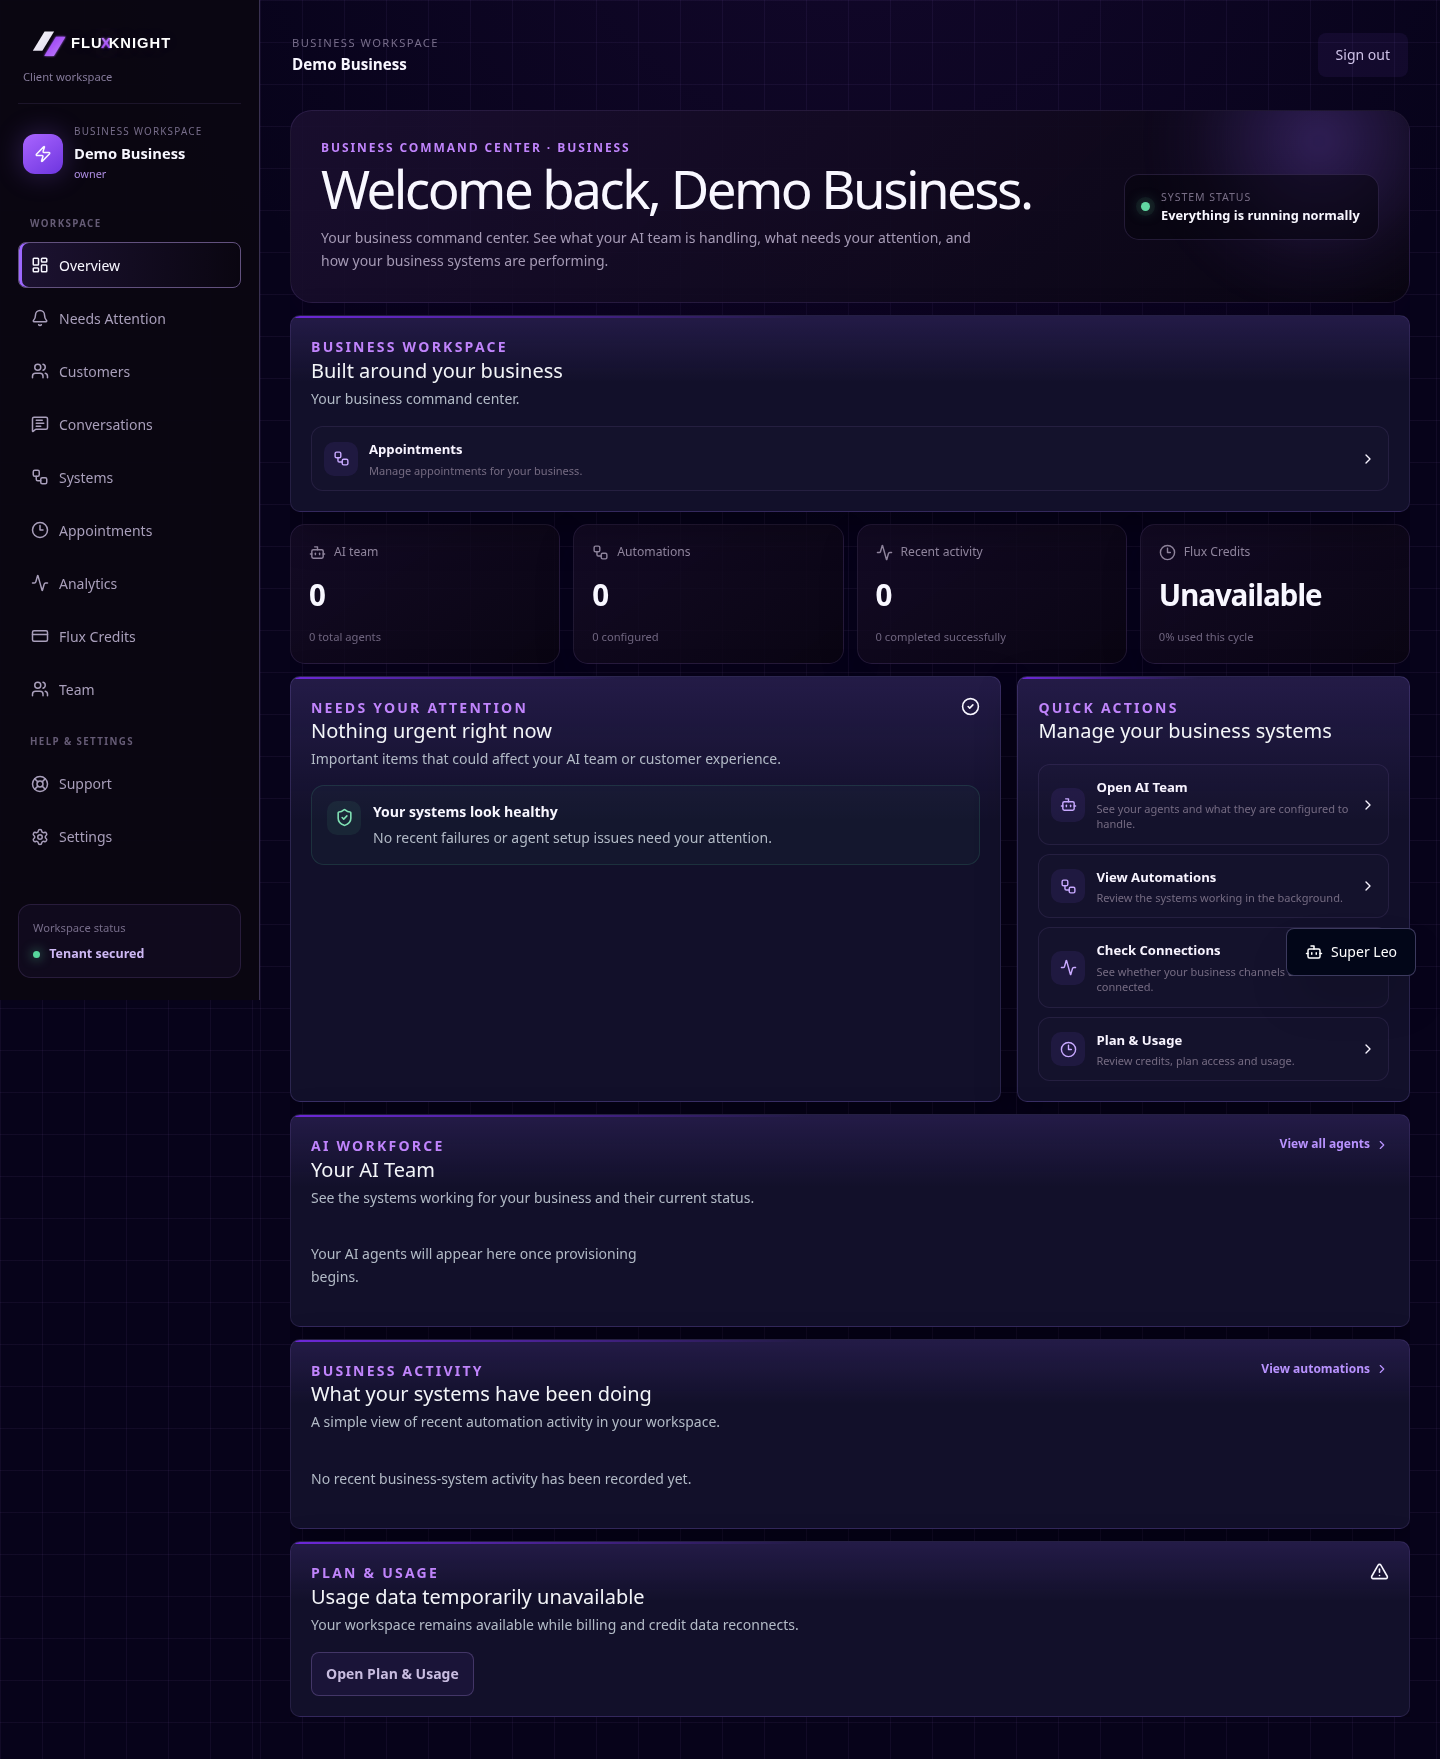 FLUXKNIGHT
Client workspace
BUSINESS WORKSPACE
Demo Business
owner
WORKSPACE
Overview
Needs Attention
Customers
Conversations
Systems
Appointments
Analytics
Flux Credits
Team
HELP & SETTINGS
Support
Settings
Workspace status
Tenant secured
BUSINESS WORKSPACE
Demo Business
Sign out
BUSINESS COMMAND CENTER · BUSINESS
Welcome back, Demo Business.
Your business command center. See what your AI team is handling, what needs your attention, and
how your business systems are performing.
SYSTEM STATUS
Everything is running normally
BUSINESS WORKSPACE
Built around your business
Your business command center.
Appointments
Manage appointments for your business.
AI team
0
0 total agents
Automations
0
0 configured
Recent activity
0
0 completed successfully
Flux Credits
Unavailable
0% used this cycle
NEEDS YOUR ATTENTION
Nothing urgent right now
Important items that could affect your AI team or customer experience.
Your systems look healthy
No recent failures or agent setup issues need your attention.
QUICK ACTIONS
Manage your business systems
Open AI Team
See your agents and what they are configured to
handle.
View Automations
Review the systems working in the background.
Check Connections
See whether your business channels
connected.
Super Leo
Plan & Usage
Review credits, plan access and usage.
AI WORKFORCE
Your AI Team
See the systems working for your business and their current status.
View all agents
Your AI agents will appear here once provisioning
begins.
BUSINESS ACTIVITY
What your systems have been doing
A simple view of recent automation activity in your workspace.
View automations
No recent business-system activity has been recorded yet.
PLAN & USAGE
Usage data temporarily unavailable
Your workspace remains available while billing and credit data reconnects.
Open Plan & Usage